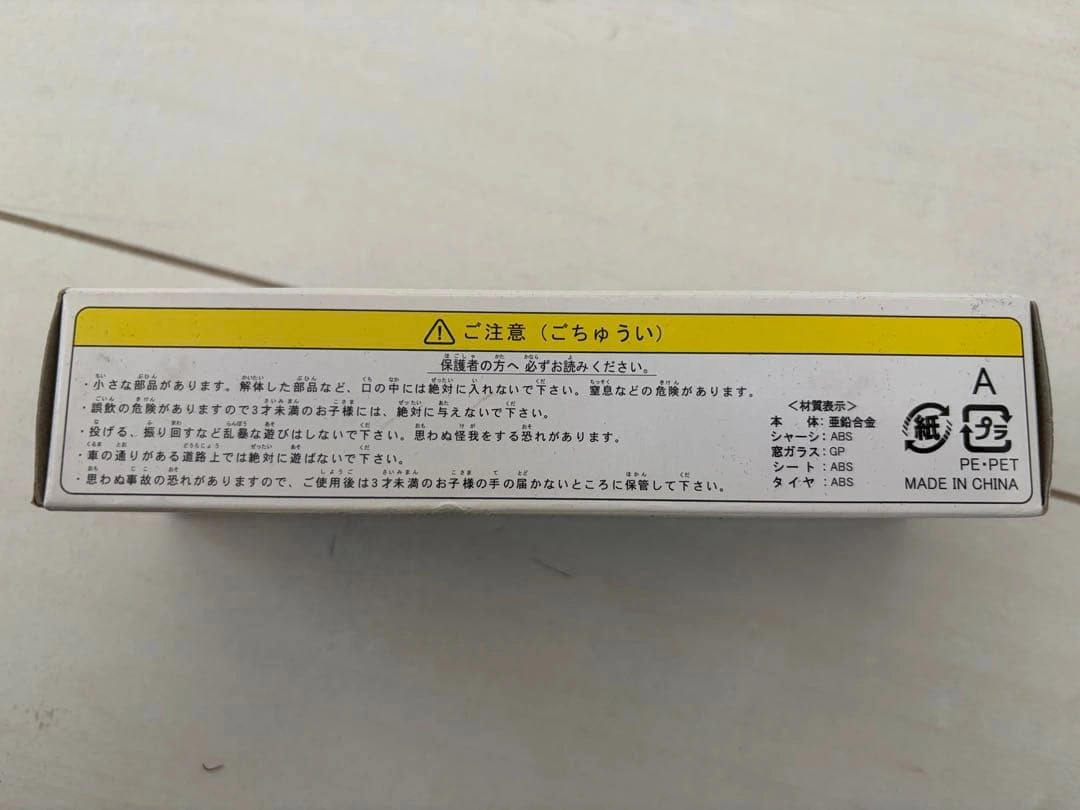 ⚠ ご注意（ごちゅうい）
保護者の方へ 必ずお読みください。
・小さな部品があります。解体した部品など、口の中には絶対に入れないで下さい。窒息などの危険があります。
・誤飲の危険がありますので3才未満のお子様には、絶対に与えないで下さい。
・投げる、振り回すなど乱暴な遊びはしないで下さい。思わぬ怪我をする恐れがあります。
・車の通りがある道路上では絶対に遊ばないで下さい。
・思わぬ事故の恐れがありますので、ご使用後は3才未満のお子様の手の届かないところに保管して下さい。
＜材質表示＞
本　体：亜鉛合金
シャーシ：ABS
窓ガラス：GP
シート：ABS
タイヤ：ABS
A
紙
プラ
PE・PET
MADE IN CHINA